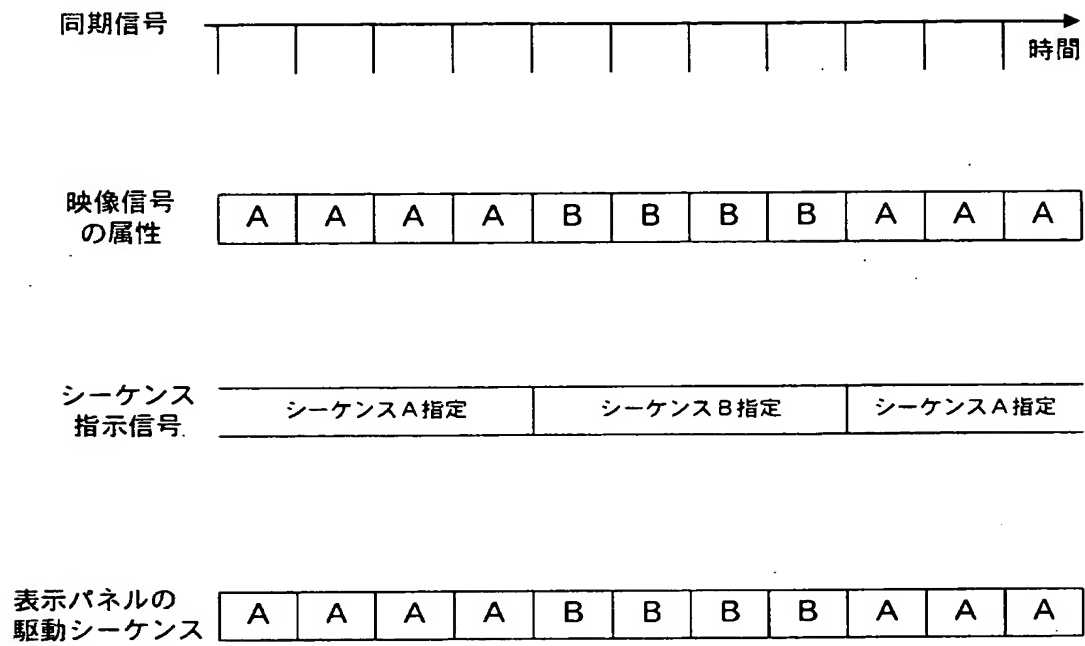 同期信号
時間
映像信号
の属性
A A A A B B B B A A A
シーケンス
指示信号
シーケンスA指定 シーケンスB指定 シーケンスA指定
表示パネルの
駆動シーケンス
A A A A B B B B A A A